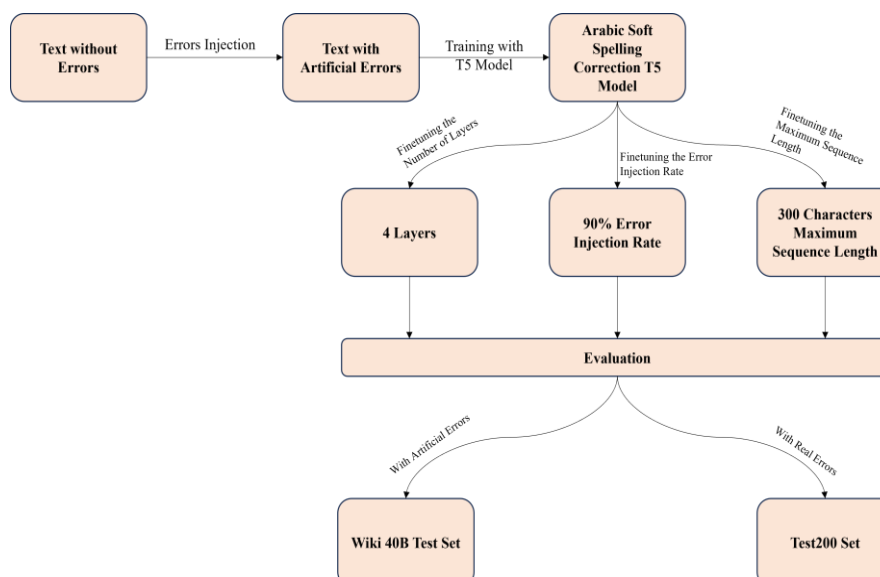 Text without
Errors
Errors Injection
Text with
Artificial Errors
Training with
T5 Model
Arabic Soft
Spelling
Correction T5
Model
Finetuning the
Number of Layers
Finetuning the Error
Injection Rate
Finetuning the
Maximum Sequence
Length
4 Layers
90% Error
Injection Rate
300 Characters
Maximum
Sequence Length
Evaluation
With Artificial Errors
With Real Errors
Wiki 40B Test Set
Test200 Set